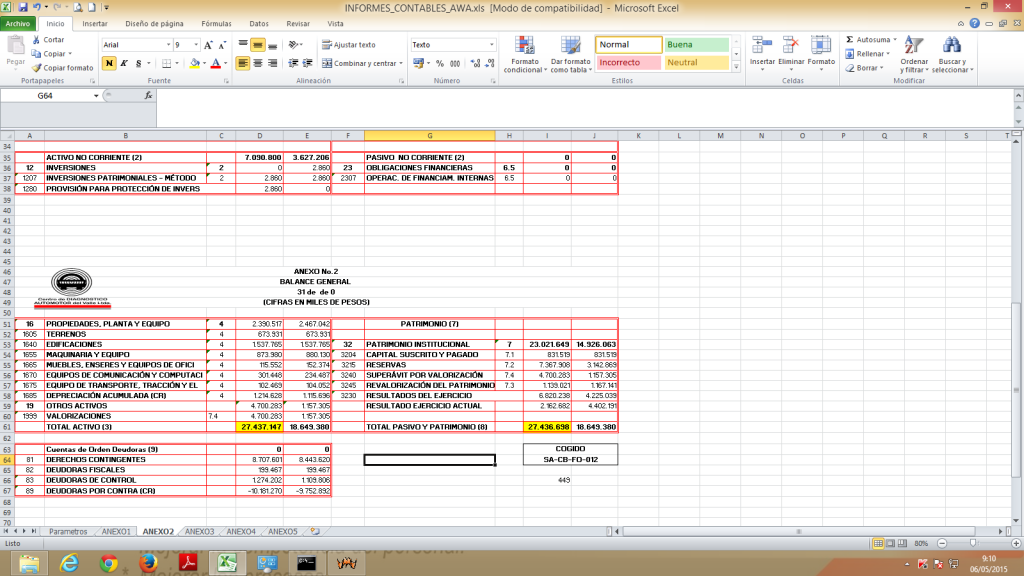 INFORMES_CONTABLES_AWA.xls [Modo de compatibilidad] - Microsoft Excel
Archivo Inicio Insertar Diseño de página Fórmulas Datos Revisar Vista
Cortar
Copiar
Copiar formato
Pegar
Portapapeles
Arial 9
N K S
Fuente
Ajustar texto
Combinar y centrar
Alineación
Texto
% 000
Número
Formato condicional
Dar formato como tabla
Normal Buena
Incorrecto Neutral
Estilos
Insertar Eliminar Formato
Celdas
Autosuma
Rellenar
Borrar
Ordenar y filtrar
Buscar y seleccionar
Modificar
G64 fx
A B C D E F G H I J K L M N O P Q R S T
34
35 ACTIVO NO CORRIENTE (2) 7.090.800 3.627.206 PASIVO NO CORRIENTE (2) 0 0
36 12 INVERSIONES 2 0 2.860 23 OBLIGACIONES FINANCIERAS 6.5 0 0
37 1207 INVERSIONES PATRIMONIALES - MÉTODO 2 2.860 2.860 2307 OPERAC. DE FINANCIAM. INTERNAS 6.5 0 0
38 1280 PROVISIÓN PARA PROTECCIÓN DE INVERS 2.860 0
39
40
41
42
43
44
45
46 ANEXO No.2
47 BALANCE GENERAL
48 31 de de 0
49 (CIFRAS EN MILES DE PESOS)
Centro de DIAGNOSTICO
AUTOMOTOR del Valle Ltda.
50
51 16 PROPIEDADES, PLANTA Y EQUIPO 4 2.390.517 2.467.042 PATRIMONIO (7)
52 1605 TERRENOS 4 673.931 673.931
53 1640 EDIFICACIONES 4 1.537.765 1.537.765 32 PATRIMONIO INSTITUCIONAL 7 23.021.649 14.926.063
54 1655 MAQUINARIA Y EQUIPO 4 873.980 880.130 3204 CAPITAL SUSCRITO Y PAGADO 7.1 831.519 831.519
55 1665 MUEBLES, ENSERES Y EQUIPOS DE OFICI 4 115.552 152.374 3215 RESERVAS 7.2 7.367.908 3.142.869
56 1670 EQUIPOS DE COMUNICACIÓN Y COMPUTACI 4 301.448 234.487 3240 SUPERÁVIT POR VALORIZACIÓN 7.4 4.700.283 1.157.305
57 1675 EQUIPO DE TRANSPORTE, TRACCIÓN Y EL 4 102.469 104.052 3245 REVALORIZACIÓN DEL PATRIMONIO 7.3 1.139.021 1.167.141
58 1685 DEPRECIACIÓN ACUMULADA (CR) 4 1.214.628 1.115.696 3230 RESULTADOS DEL EJERCICIO 6.820.238 4.225.039
59 19 OTROS ACTIVOS 4.700.283 1.157.305 RESULTADO EJERCICIO ACTUAL 2.162.682 4.402.191
60 1999 VALORIZACIONES 7.4 4.700.283 1.157.305
61 TOTAL ACTIVO (3) 27.437.147 18.649.380 TOTAL PASIVO Y PATRIMONIO (8) 27.436.698 18.649.380
62
63 Cuentas de Orden Deudoras (9) 0 0 COGIDO
64 81 DERECHOS CONTINGENTES 8.707.601 8.443.620 SA-CB-FO-012
65 82 DEUDORAS FISCALES 199.467 199.467
66 83 DEUDORAS DE CONTROL 1.274.202 1.109.806 449
67 89 DEUDORAS POR CONTRA (CR) -10.181.270 -9.752.892
68
69
70
Parametros ANEXO1 ANEXO2 ANEXO3 ANEXO4 ANEXO5
Listo 80%
9:10
06/05/2015